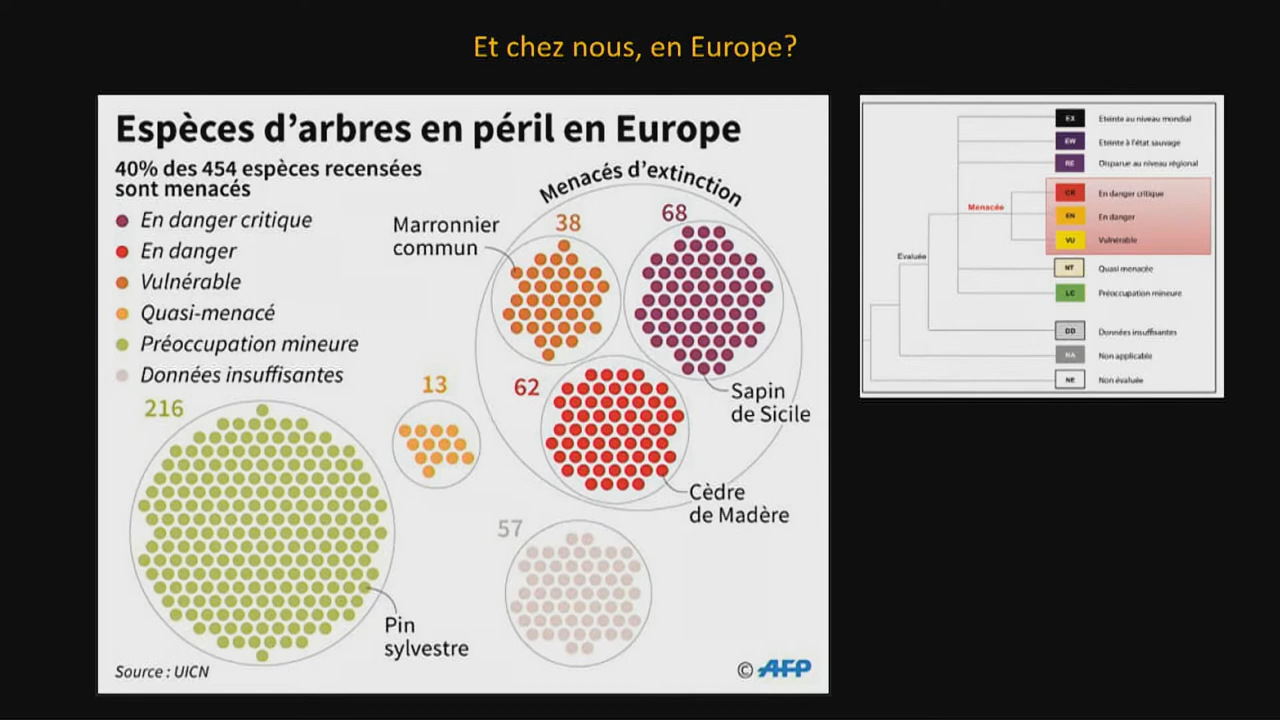 Et chez nous, en Europe?
Espèces d'arbres en péril en Europe
40% des 454 espèces recensées
sont menacés
En danger critique
En danger
Vulnérable
Quasi-menacé
Préoccupation mineure
Données insuffisantes
Menacés d'extinction
Marronnier
commun
38
68
Sapin
de Sicile
62
Cèdre
de Madère
13
216
Pin
sylvestre
57
Source : UICN
© AFP
EX Eteinte au niveau mondial
EW Eteinte à l'état sauvage
RE Disparue au niveau régional
Menacée
CR En danger critique
EN En danger
VU Vulnérable
Evaluée
NT Quasi menacée
LC Préoccupation mineure
DD Données insuffisantes
NA Non applicable
NE Non évaluée